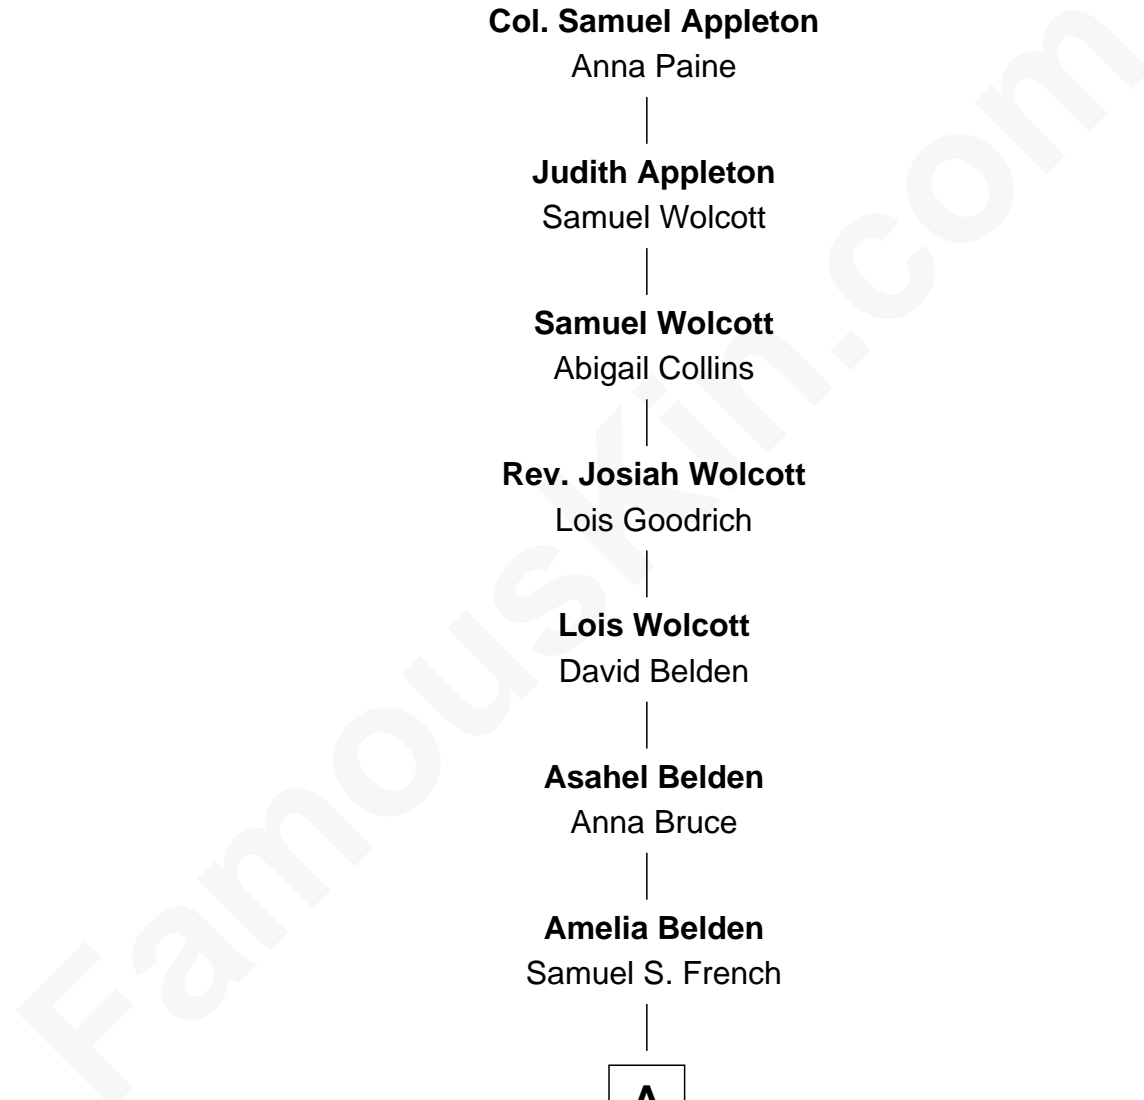 Col. Samuel Appleton
Anna Paine
Judith Appleton
Samuel Wolcott
Samuel Wolcott
Abigail Collins
Rev. Josiah Wolcott
Lois Goodrich
Lois Wolcott
David Belden
Asahel Belden
Anna Bruce
Amelia Belden
Samuel S. French
A
FamousKin.com